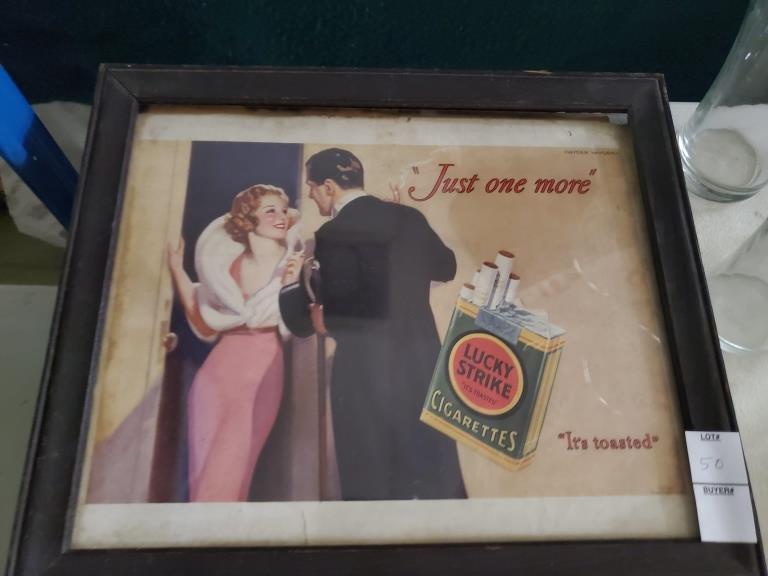 "Just one more"
LUCKY
STRIKE
"IT'S TOASTED"
CIGARETTES
"It's toasted"
LOT#
50
BUYER#